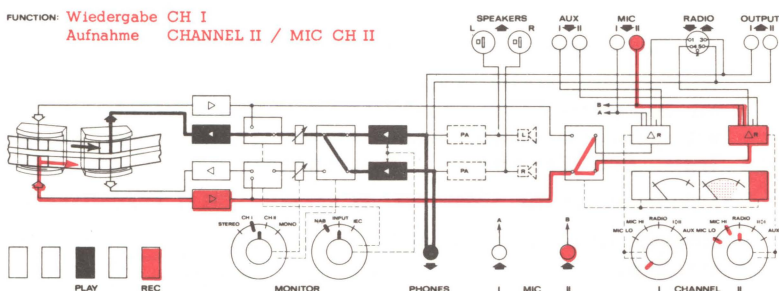 FUNCTION: Wiedergabe CH I
Aufnahme CHANNEL II / MIC CH II
SPEAKERS
L R
AUX
I II
MIC
I II
RADIO
OUTPUT
I II
B
A
R
R
PA
L
PA
R
STEREO CH I CH II MONO
NAB INPUT IEC
A
B
MIC LO MIC HI RADIO I▷II AUX
MIC LO MIC HI RADIO I▷I AUX
PLAY REC MONITOR PHONES I MIC II I CHANNEL II